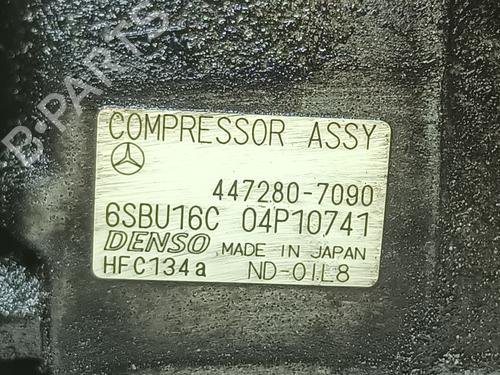 COMPRESSOR ASSY
447280-7090
6SBU16C 04P10741
DENSO MADE IN JAPAN
HFC134a ND-OIL8
B-PARTS